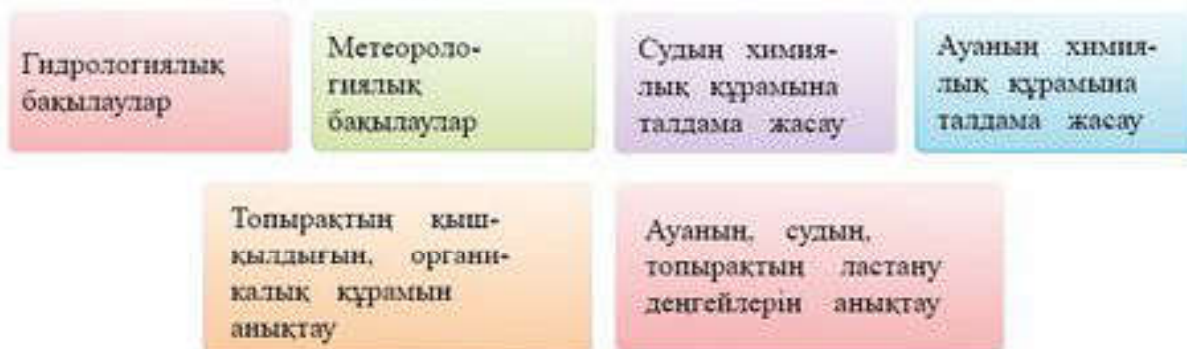 Гидрологиялық
бақылаулар
Метеороло-
гиялық
бақылаулар
Судың химия-
лық құрамына
талдама жасау
Ауаның химия-
лық құрамына
талдама жасау
Топырақтың қыш-
қылдығын, органи-
калық құрамын
анықтау
Ауаның, судың,
топырақтың ластану
деңгейлерін анықтау